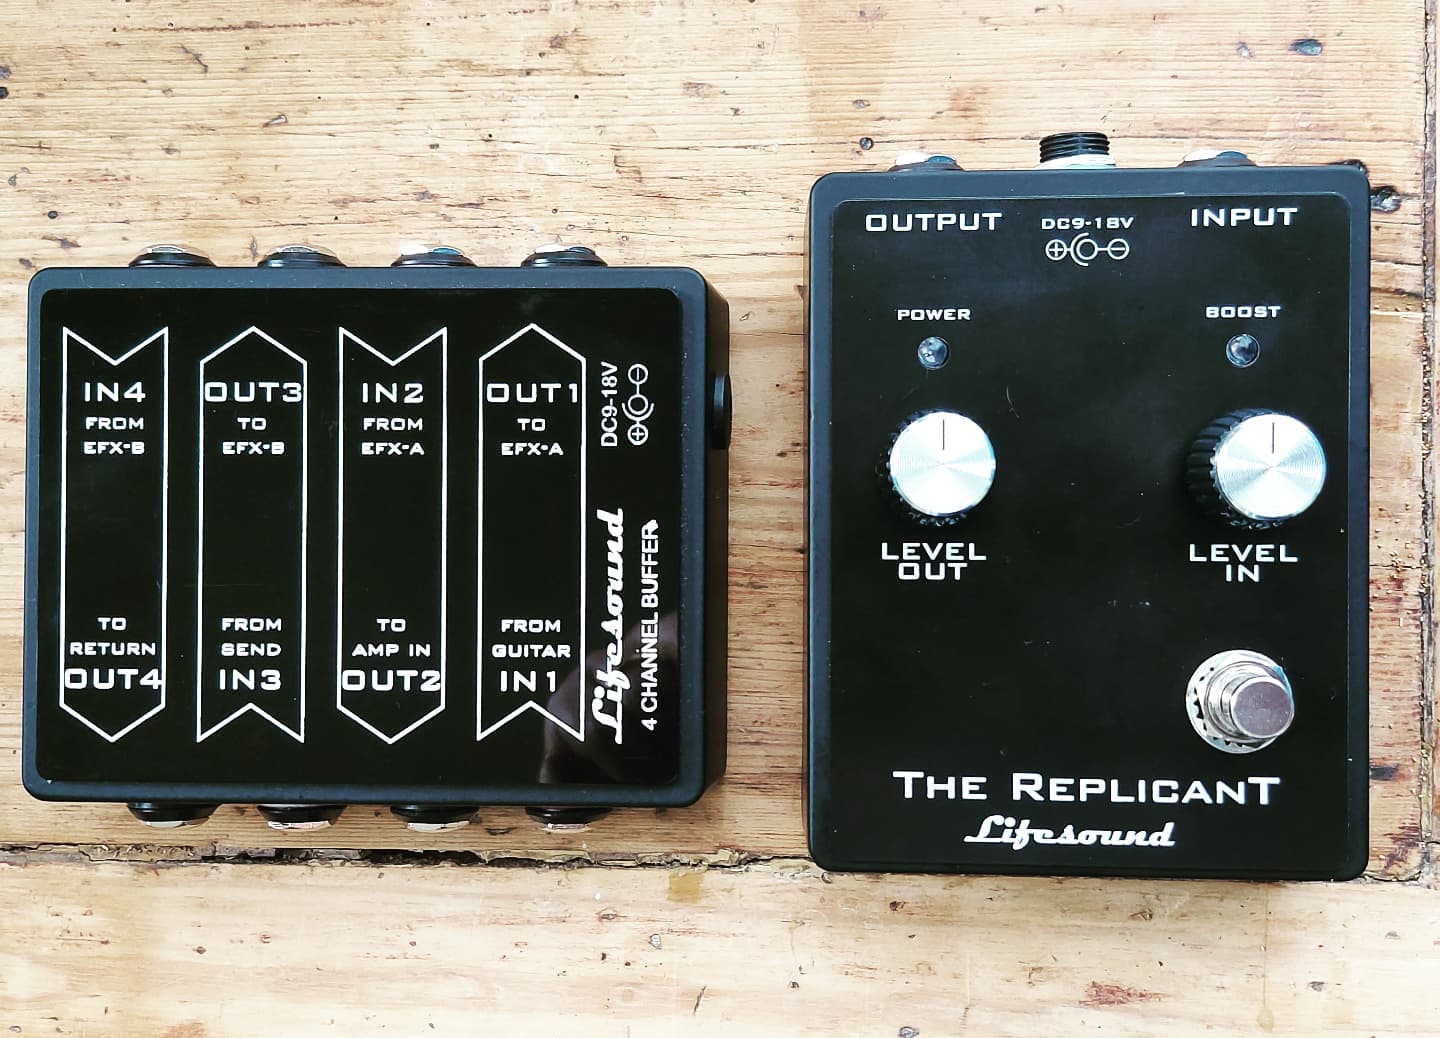 IN4
FROM
EFX-B
TO
RETURN
OUT4
OUT3
TO
EFX-B
FROM
SEND
IN3
IN2
FROM
EFX-A
TO
AMP IN
OUT2
OUT1
TO
EFX-A
FROM
GUITAR
IN1
DC9-18V
Lifesound
4 CHANNEL BUFFER
OUTPUT
DC9-18V
INPUT
POWER
BOOST
LEVEL
OUT
LEVEL
IN
THE REPLICANT
Lifesound